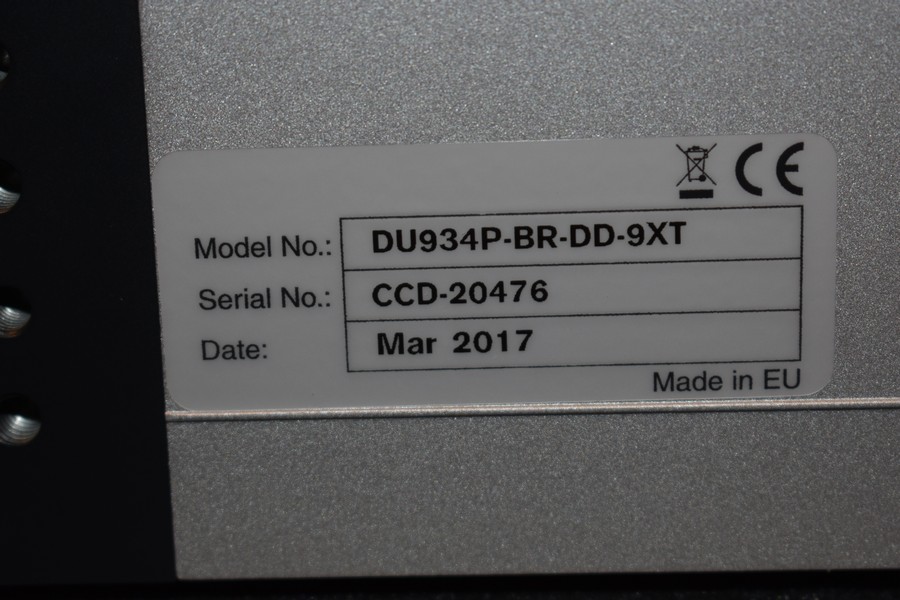 CE
Model No.: DU934P-BR-DD-9XT
Serial No.: CCD-20476
Date: Mar 2017
Made in EU